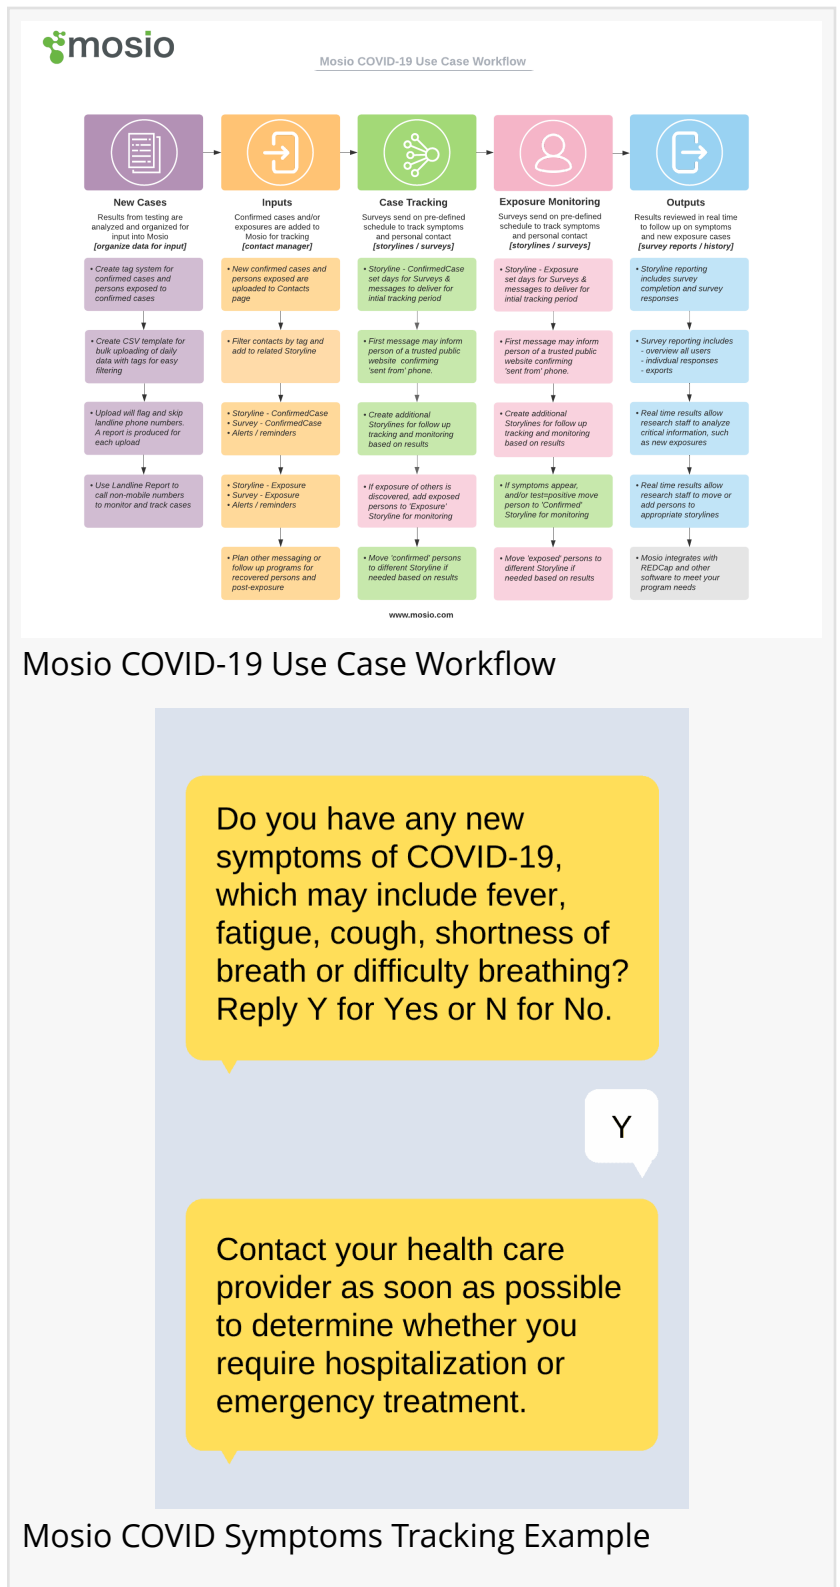 mosio
Mosio COVID-19 Use Case Workflow
New Cases
Results from testing are
analyzed and organized for
input into Mosio
[organize data for input]
• Create tag system for
confirmed cases and
persons exposed to
confirmed cases
• Create CSV template for
bulk uploading of daily
data with tags for easy
filtering
• Upload will flag and skip
landline phone numbers.
A report is produced for
each upload
• Use Landline Report to
call non-mobile numbers
to monitor and track cases
Inputs
Confirmed cases and/or
exposures are added to
Mosio for tracking
[contact manager]
• New confirmed cases and
persons exposed are
uploaded to Contacts
page
• Filter contacts by tag and
add to related Storyline
• Storyline - ConfirmedCase
• Survey - ConfirmedCase
• Alerts / reminders
• Storyline - Exposure
• Survey - Exposure
• Alerts / reminders
• Plan other messaging or
follow up programs for
recovered persons and
post-exposure
Case Tracking
Surveys send on pre-defined
schedule to track symptoms
and personal contact
[storylines / surveys]
• Storyline - ConfirmedCase
set days for Surveys &
messages to deliver for
intial tracking period
• First message may inform
person of a trusted public
website confirming
'sent from' phone.
• Create additional
Storylines for follow up
tracking and monitoring
based on results
• If exposure of others is
discovered, add exposed
persons to 'Exposure'
Storyline for monitoring
• Move 'confirmed' persons
to different Storyline if
needed based on results
Exposure Monitoring
Surveys send on pre-defined
schedule to track symptoms
and personal contact
[storylines / surveys]
• Storyline - Exposure
set days for Surveys &
messages to deliver for
intial tracking period
• First message may inform
person of a trusted public
website confirming
'sent from' phone.
• Create additional
Storylines for follow up
tracking and monitoring
based on results
• If symptoms appear,
and/or test=positive move
person to 'Confirmed'
Storyline for monitoring
• Move 'exposed' persons to
different Storyline if
needed based on results
Outputs
Results reviewed in real time
to follow up on symptoms
and new exposure cases
[survey reports / history]
• Storyline reporting
includes survey
completion and survey
responses
• Survey reporting includes
- overview all users
- indivdual responses
- exports
• Real time results allow
research staff to analyze
critical information, such
as new exposures
• Real time results allow
research staff to move or
add persons to
appropriate storylines
• Mosio integrates with
REDCap and other
software to meet your
program needs
www.mosio.com
Mosio COVID-19 Use Case Workflow
Do you have any new
symptoms of COVID-19,
which may include fever,
fatigue, cough, shortness of
breath or difficulty breathing?
Reply Y for Yes or N for No.
Y
Contact your health care
provider as soon as possible
to determine whether you
require hospitalization or
emergency treatment.
Mosio COVID Symptoms Tracking Example